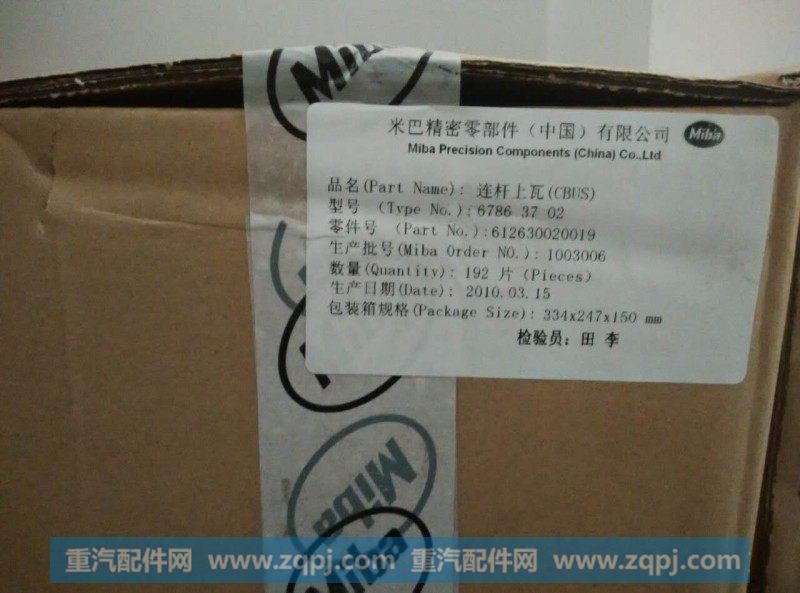 Miba
米巴精密零部件（中国）有限公司 Miba
Miba Precision Components (China) Co.,Ltd
品名(Part Name): 连杆上瓦(CBUS)
型号 (Type No.):6786 37 02
零件号 (Part No.):612630020019
生产批号(Miba Order NO.): 1003006
数量(Quantity): 192 片 (Pieces)
生产日期(Date): 2010.03.15
包装箱规格(Package Size): 334x247x150 mm
检验员: 田 李
Miba
Miba
重汽配件网 www.zqpj.com 重汽配件网 www.zqpj.com